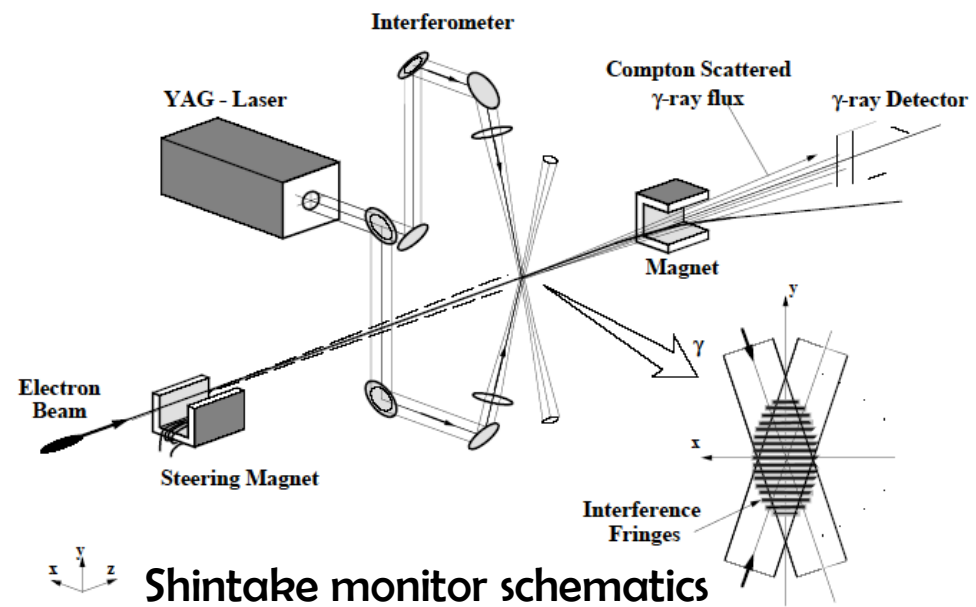 Interferometer
YAG - Laser
Compton Scattered
γ-ray flux
γ-ray Detector
Magnet
Electron
Beam
Steering Magnet
γ
y
x
Interference
Fringes
y
x
z
Shintake monitor schematics